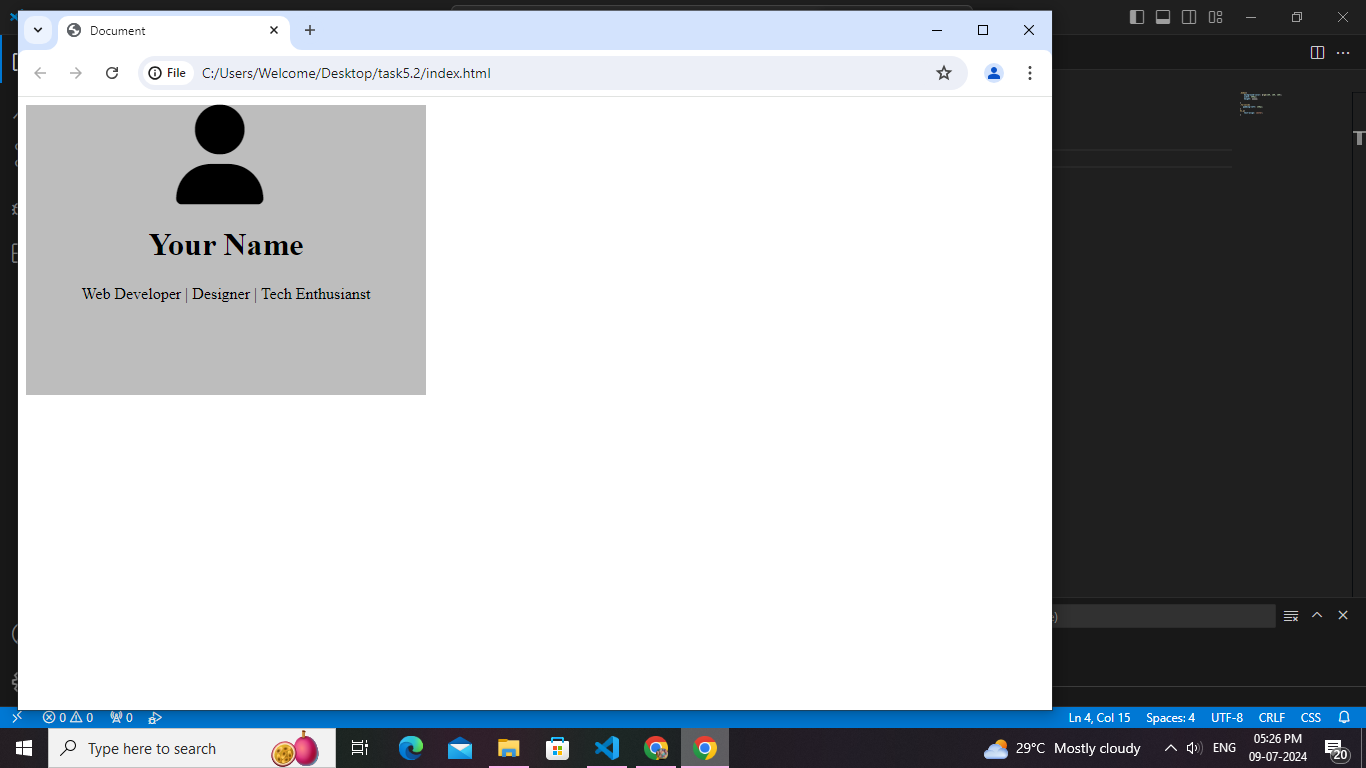 Document
File
C:/Users/Welcome/Desktop/task5.2/index.html
Your Name
Web Developer | Designer | Tech Enthusianst
0 0 0
Ln 4, Col 15 Spaces: 4 UTF-8 CRLF CSS
Type here to search
29°C Mostly cloudy
ENG
05:26 PM
09-07-2024
20